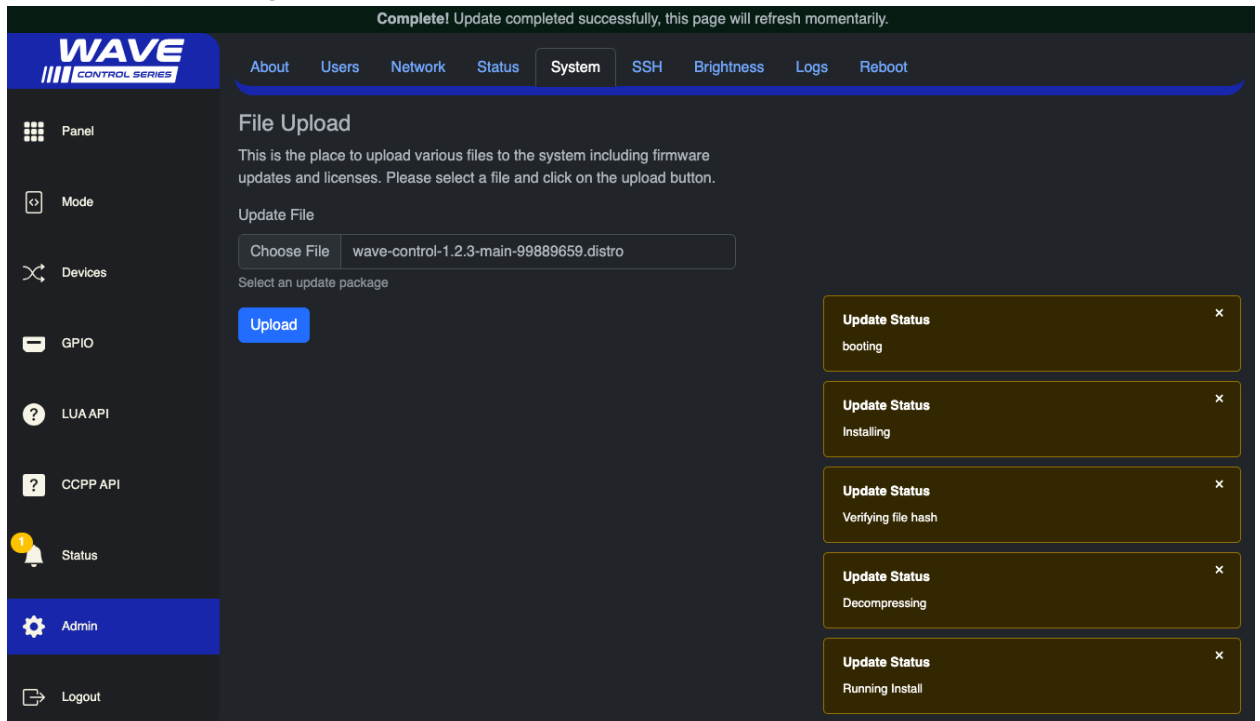 Complete! Update completed successfully, this page will refresh momentarily.
WAVE
CONTROL SERIES
About
Users
Network
Status
System
SSH
Brightness
Logs
Reboot
Panel
Mode
Devices
GPIO
LUA API
CCPP API
1
Status
Admin
Logout
File Upload
This is the place to upload various files to the system including firmware
updates and licenses. Please select a file and click on the upload button.
Update File
Choose File wave-control-1.2.3-main-99889659.distro
Select an update package
Upload
Update Status
booting
Update Status
Installing
Update Status
Verifying file hash
Update Status
Decompressing
Update Status
Running Install